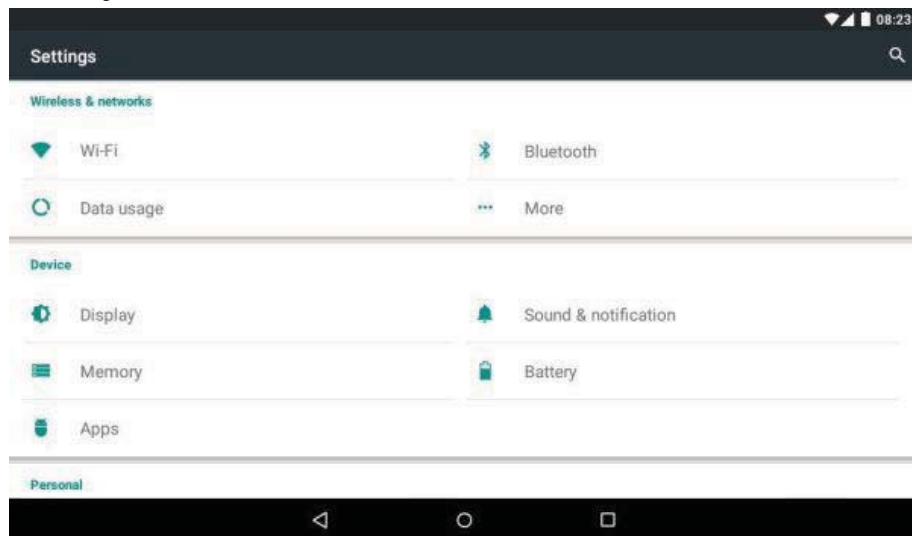 08:23
Settings
Wireless & networks
Wi-Fi
Bluetooth
Data usage
More
Device
Display
Sound & notification
Memory
Battery
Apps
Personal